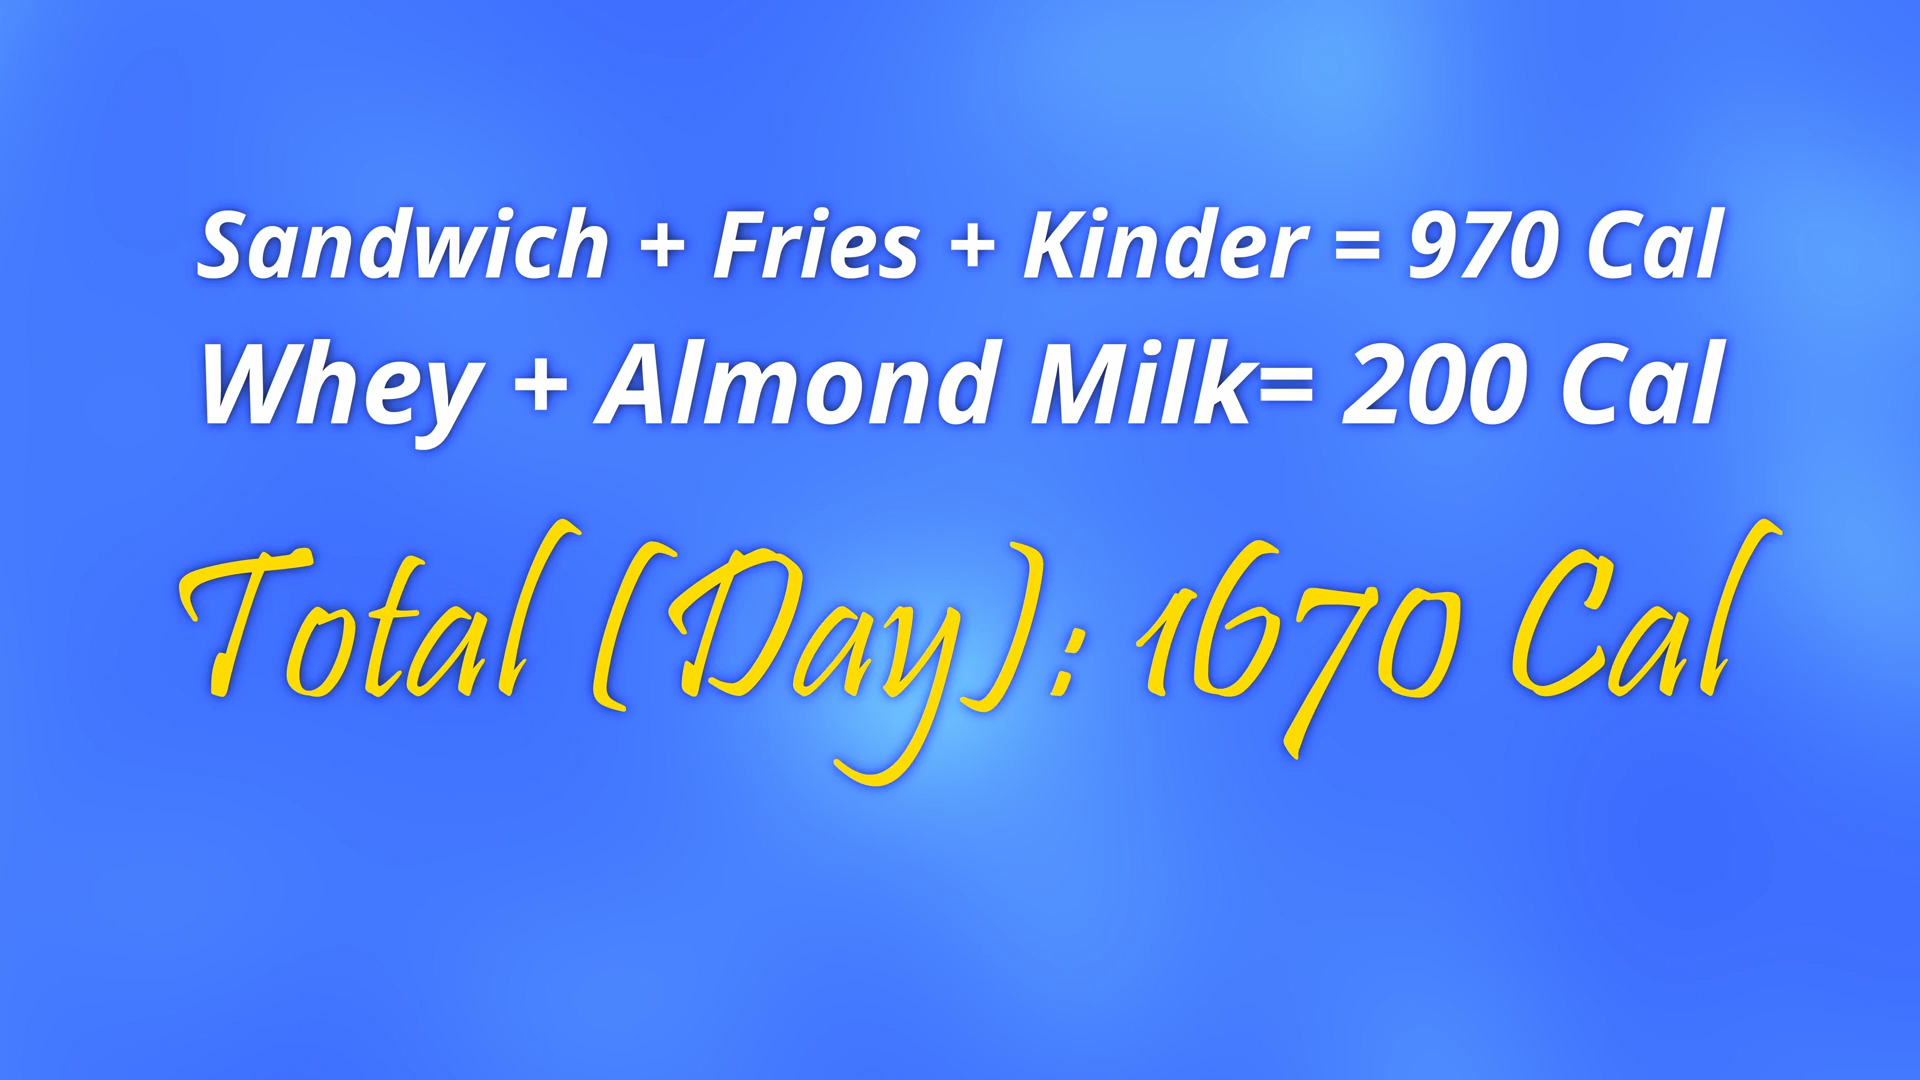 Sandwich + Fries + Kinder = 970 Cal
Whey + Almond Milk= 200 Cal
Total (Day): 1670 Cal